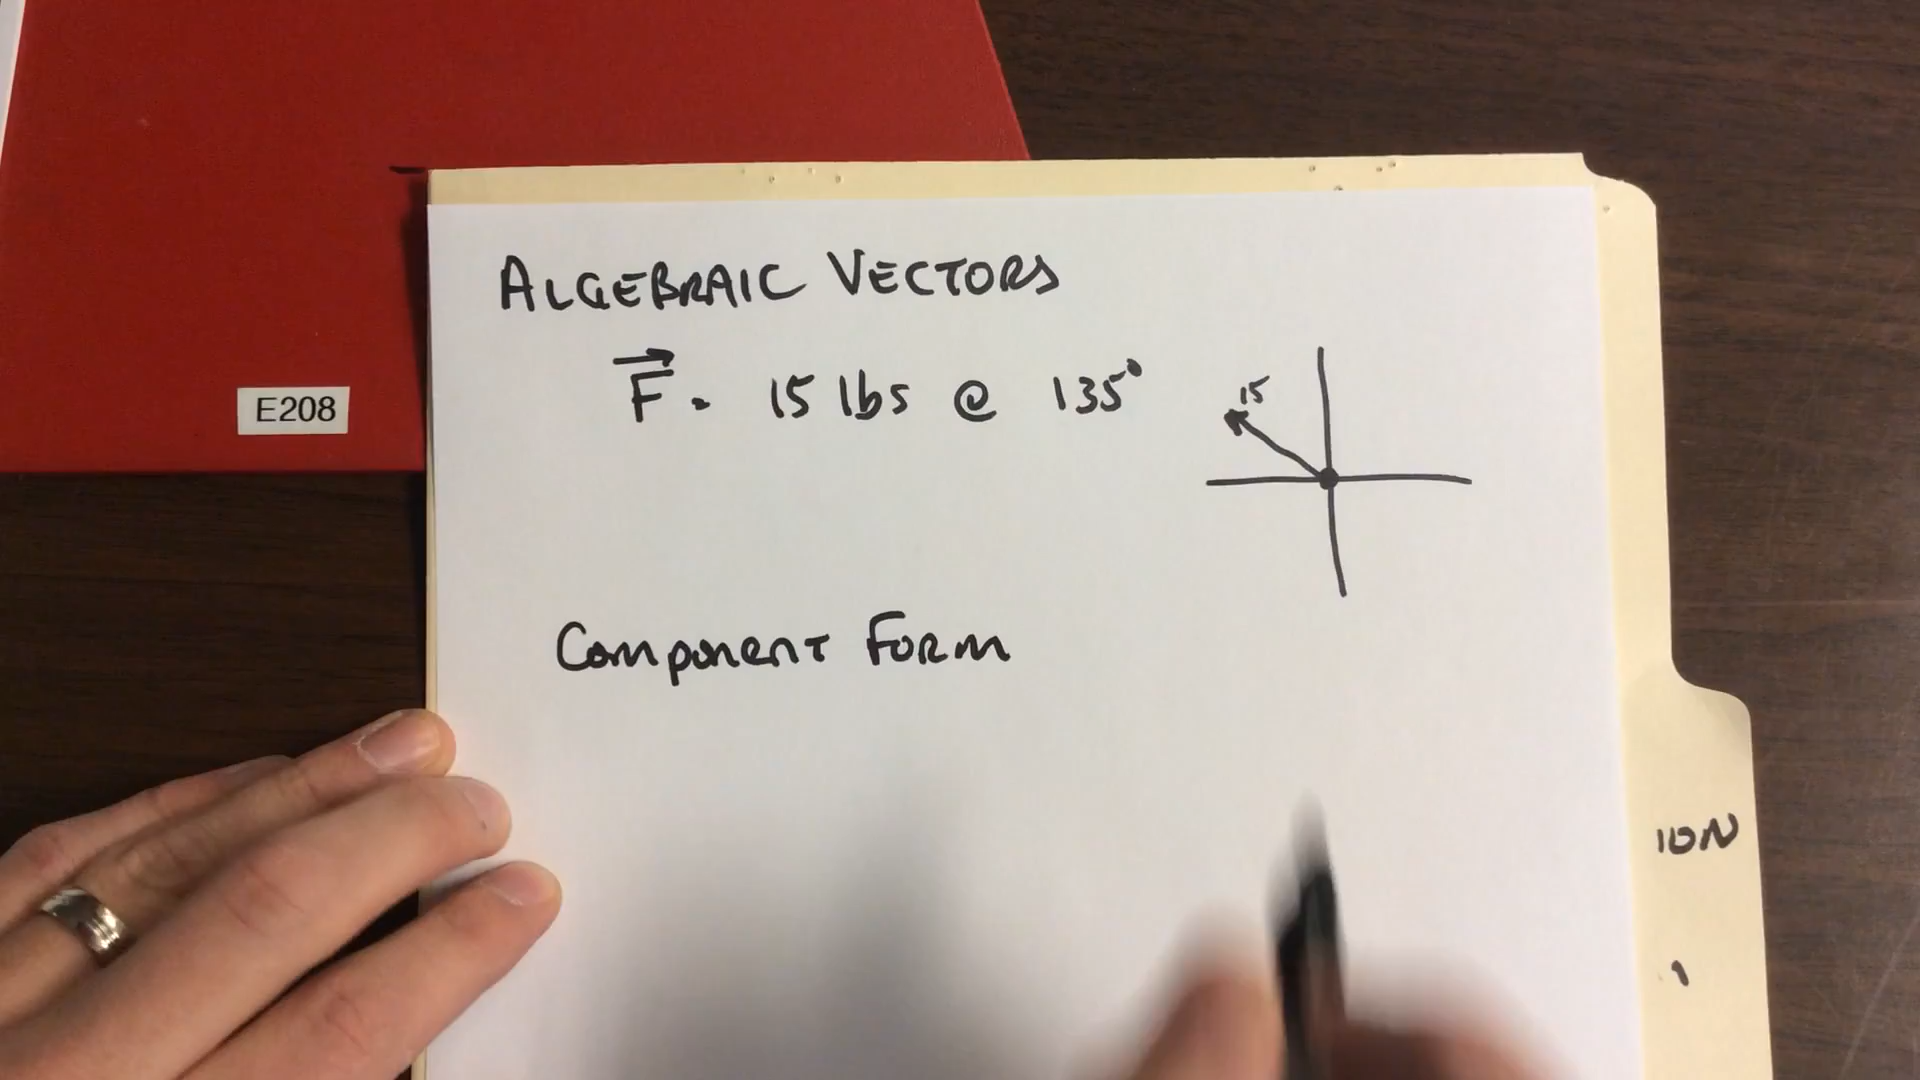 ALGEBRAIC VECTORS
F = 15 lbs @ 135°
15
E208
Component Form
ION